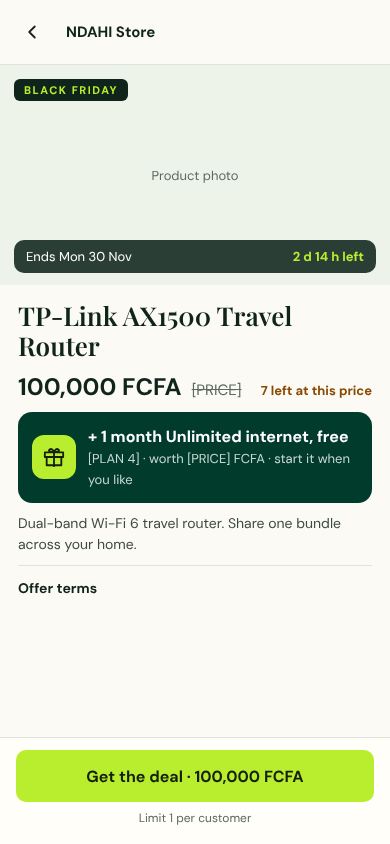 NDAHI Store
BLACK FRIDAY
Product photo
Ends Mon 30 Nov
2 d 14 h left
TP-Link AX1500 Travel
Router
100,000 FCFA [PRICE] 7 left at this price
+ 1 month Unlimited internet, free
[PLAN 4] · worth [PRICE] FCFA · start it when
you like
Dual-band Wi-Fi 6 travel router. Share one bundle
across your home.
Offer terms
Get the deal · 100,000 FCFA
Limit 1 per customer